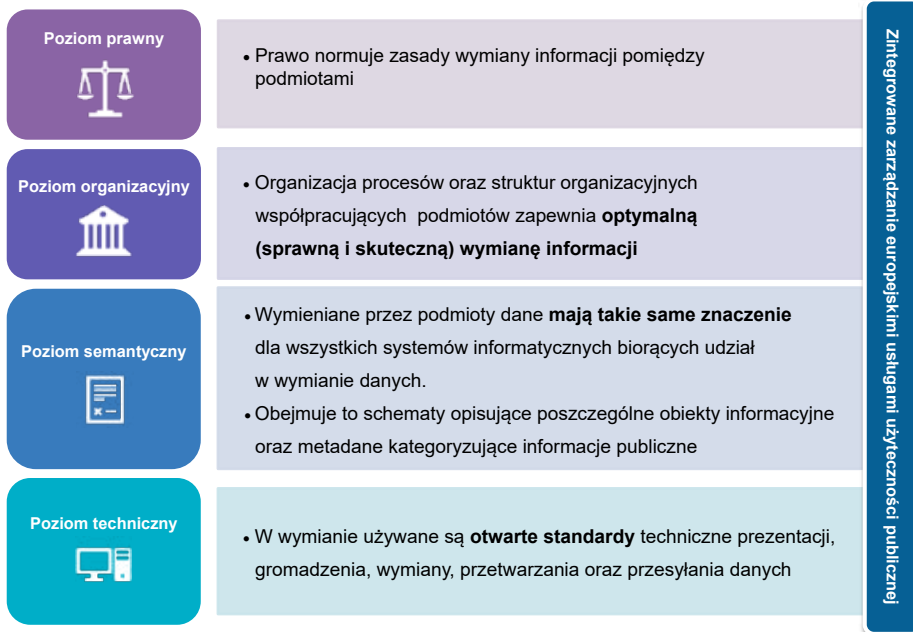 Poziom prawny
• Prawo normuje zasady wymiany informacji pomiędzy
podmiotami
Poziom organizacyjny
• Organizacja procesów oraz struktur organizacyjnych
współpracujących podmiotów zapewnia optymalną
(sprawną i skuteczną) wymianę informacji
Poziom semantyczny
• Wymieniane przez podmioty dane mają takie same znaczenie
dla wszystkich systemów informatycznych biorących udział
w wymianie danych.
• Obejmuje to schematy opisujące poszczególne obiekty informacyjne
oraz metadane kategoryzujące informacje publiczne
Poziom techniczny
• W wymianie używane są otwarte standardy techniczne prezentacji,
gromadzenia, wymiany, przetwarzania oraz przesyłania danych
Zintegrowane zarządzanie europejskimi usługami użyteczności publicznej